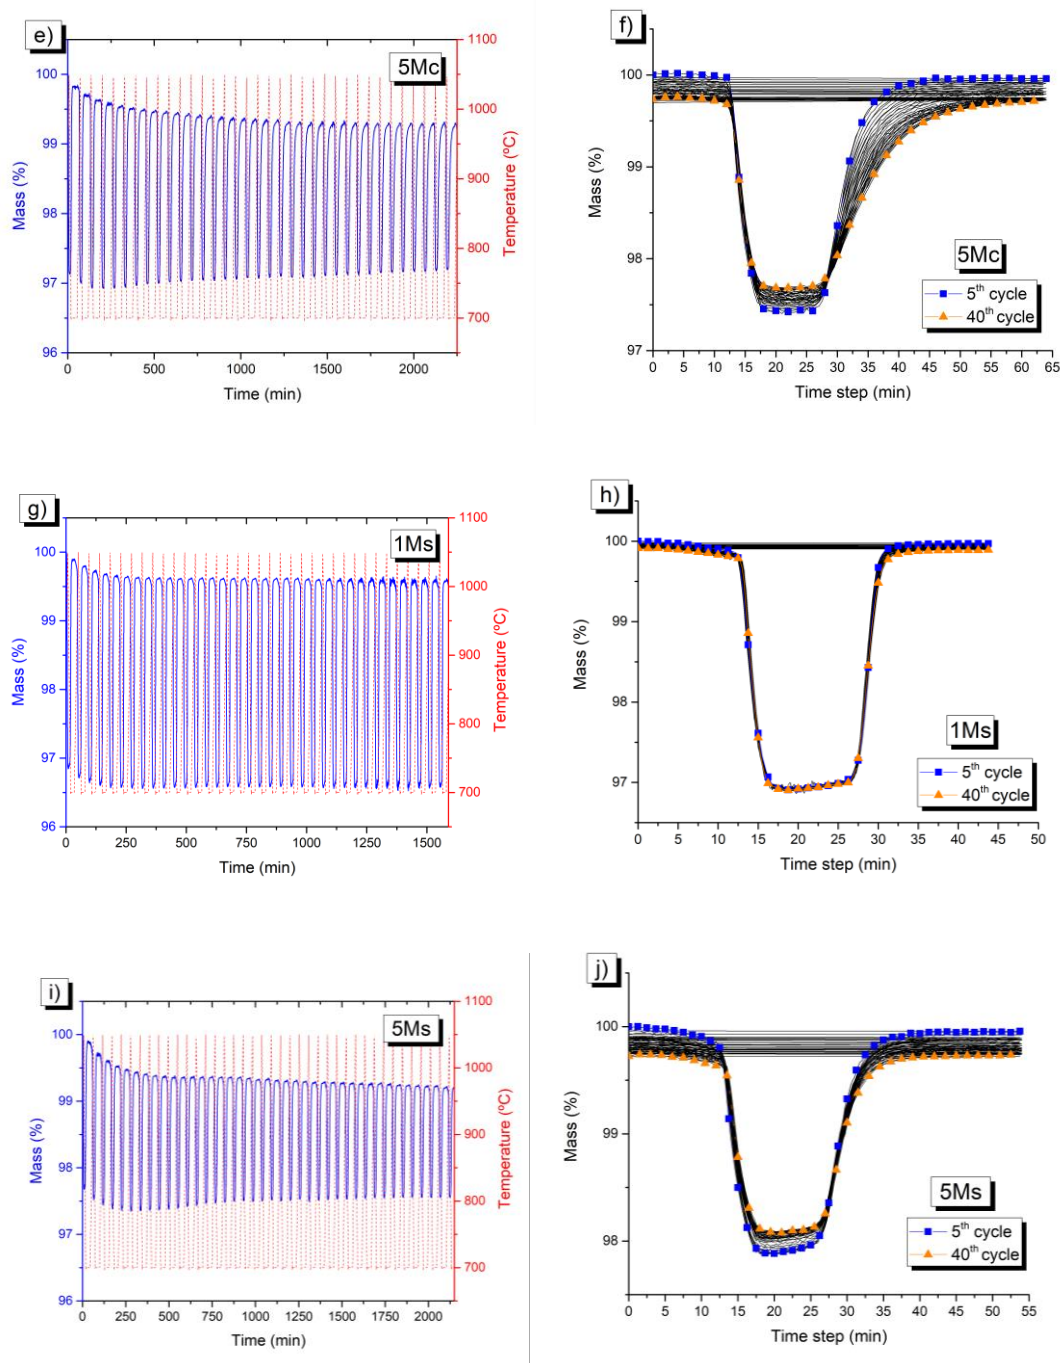 e)
5Mc
Mass (%)
100
99
98
97
96
0 500 1000 1500 2000
Time (min)
1100
1000
900
800
700
Temperature (ºC)
f)
5Mc
Mass (%)
100
99
98
97
0 5 10 15 20 25 30 35 40 45 50 55 60 65
Time step (min)
5th cycle
40th cycle
g)
1Ms
Mass (%)
100
99
98
97
96
0 250 500 750 1000 1250 1500
Time (min)
1100
1000
900
800
700
Temperature (ºC)
h)
1Ms
Mass (%)
100
99
98
97
0 5 10 15 20 25 30 35 40 45 50
Time step (min)
5th cycle
40th cycle
i)
5Ms
Mass (%)
100
99
98
97
96
0 250 500 750 1000 1250 1500 1750 2000
Time (min)
1100
1000
900
800
700
Temperature (ºC)
j)
5Ms
Mass (%)
100
99
98
0 5 10 15 20 25 30 35 40 45 50 55
Time step (min)
5th cycle
40th cycle